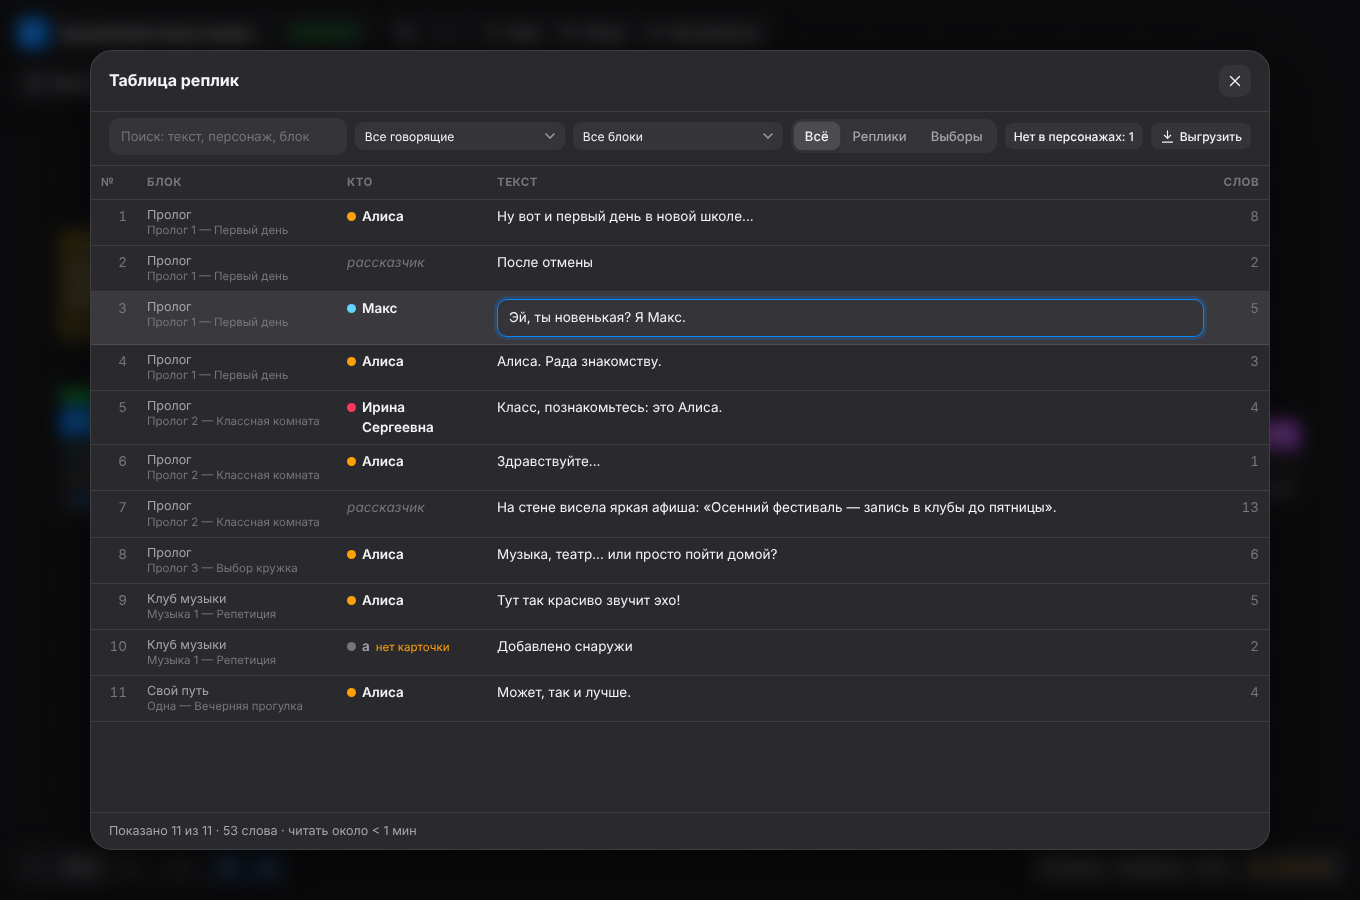 Таблица реплик
Поиск: текст, персонаж, блок
Все говорящие
Все блоки
Всё Реплики Выборы
Нет в персонажах: 1
Выгрузить
№ БЛОК КТО ТЕКСТ СЛОВ
1 Пролог Алиса Ну вот и первый день в новой школе… 8
Пролог 1 — Первый день
2 Пролог рассказчик После отмены 2
Пролог 1 — Первый день
3 Пролог Макс Эй, ты новенькая? Я Макс. 5
Пролог 1 — Первый день
4 Пролог Алиса Алиса. Рада знакомству. 3
Пролог 1 — Первый день
5 Пролог Ирина Класс, познакомьтесь: это Алиса. 4
Пролог 2 — Классная комната Сергеевна
6 Пролог Алиса Здравствуйте… 1
Пролог 2 — Классная комната
7 Пролог рассказчик На стене висела яркая афиша: «Осенний фестиваль — запись в клубы до пятницы». 13
Пролог 2 — Классная комната
8 Пролог Алиса Музыка, театр… или просто пойти домой? 6
Пролог 3 — Выбор кружка
9 Клуб музыки Алиса Тут так красиво звучит эхо! 5
Музыка 1 — Репетиция
10 Клуб музыки а нет карточки Добавлено снаружи 2
Музыка 1 — Репетиция
11 Свой путь Алиса Может, так и лучше. 4
Одна — Вечерняя прогулка
Показано 11 из 11 · 53 слова · читать около < 1 мин